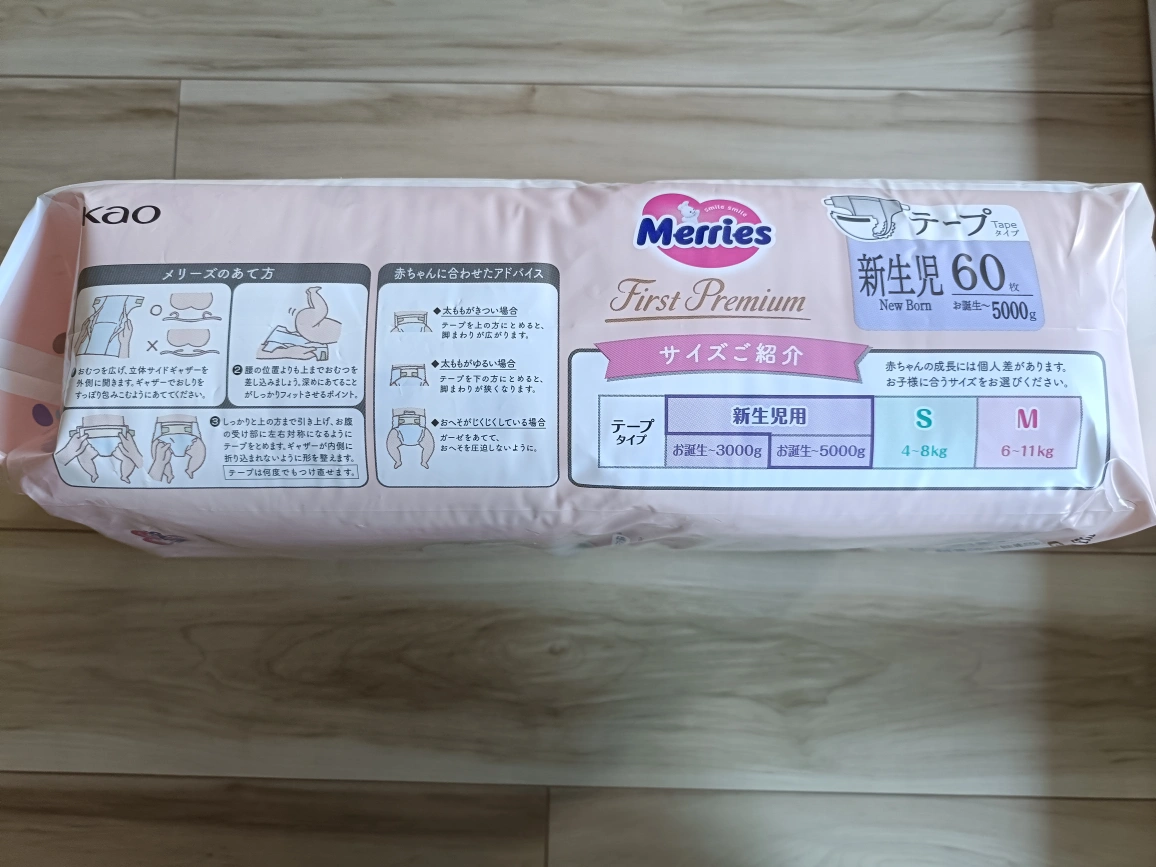 kao
メリーズのあて方
おむつを広げ、立体サイドギャザーを
外側に開きます。ギャザーでおしりを
すっぽり包みこむようにあててください。
❷腰の位置よりも上までおむつを
差し込みましょう。深めにあてること
がしっかりフィットさせるポイント。
❸しっかりと上の方まで引き上げ、お腹
の受け部に左右対称になるように
テープをとめます。ギャザーが内側に
折り込まれないように形を整えます。
テープは何度でもつけ直せます。
赤ちゃんに合わせたアドバイス
◆太ももがきつい場合
テープを上の方にとめると、
脚まわりが広がります。
◆太ももがゆるい場合
テープを下の方にとめると、
脚まわりが狭くなります。
◆おへそがじくじくしている場合
ガーゼをあてて、
おへそを圧迫しないように。
smile smile
Merries
First Premium
テープ
Tape
タイプ
新生児 60枚
New Born
お誕生~5000g
サイズご紹介
赤ちゃんの成長には個人差があります。
お子様に合うサイズをお選びください。
テープ
タイプ
新生児用
お誕生~3000g
お誕生~5000g
S
4~8kg
M
6~11kg